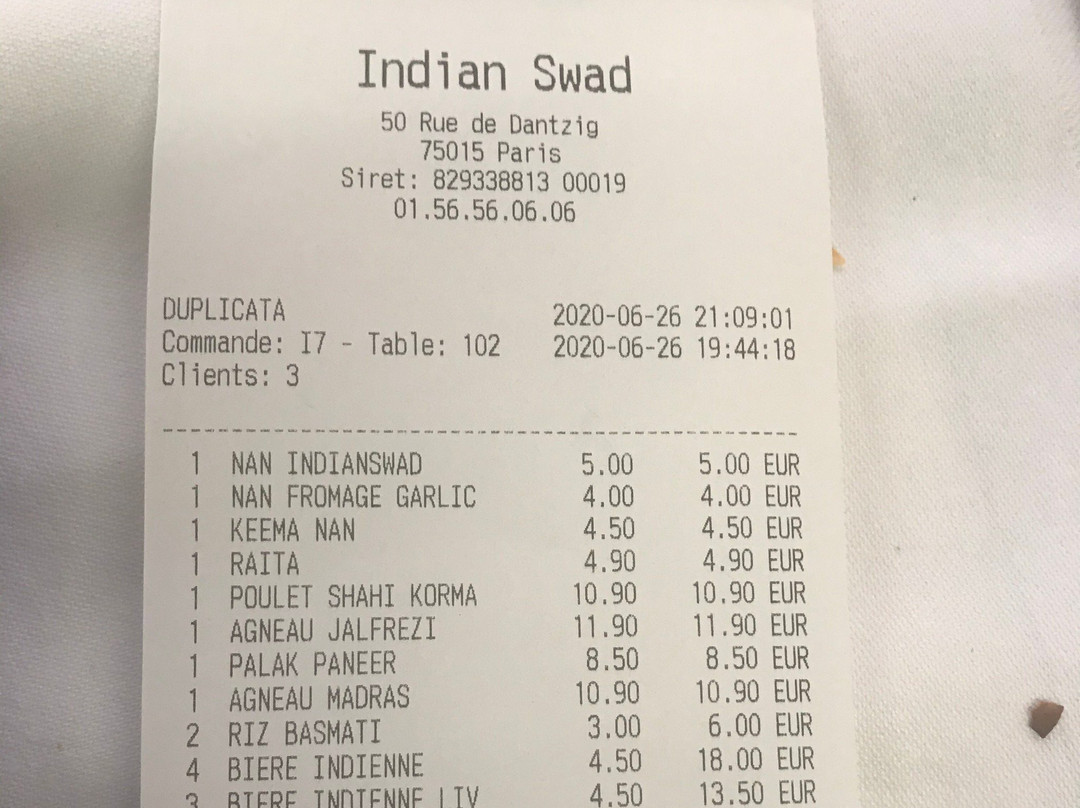 Indian Swad
50 Rue de Dantzig
75015 Paris
Siret: 829338813 00019
01.56.56.06.06
DUPLICATA 2020-06-26 21:09:01
Commande: I7 - Table: 102 2020-06-26 19:44:18
Clients: 3
1 NAN INDIANSWAD 5.00 5.00 EUR
1 NAN FROMAGE GARLIC 4.00 4.00 EUR
1 KEEMA NAN 4.50 4.50 EUR
1 RAITA 4.90 4.90 EUR
1 POULET SHAHI KORMA 10.90 10.90 EUR
1 AGNEAU JALFREZI 11.90 11.90 EUR
1 PALAK PANEER 8.50 8.50 EUR
1 AGNEAU MADRAS 10.90 10.90 EUR
2 RIZ BASMATI 3.00 6.00 EUR
4 BIERE INDIENNE 4.50 18.00 EUR
3 BIERE INDIENNE LIV 4.50 13.50 EUR